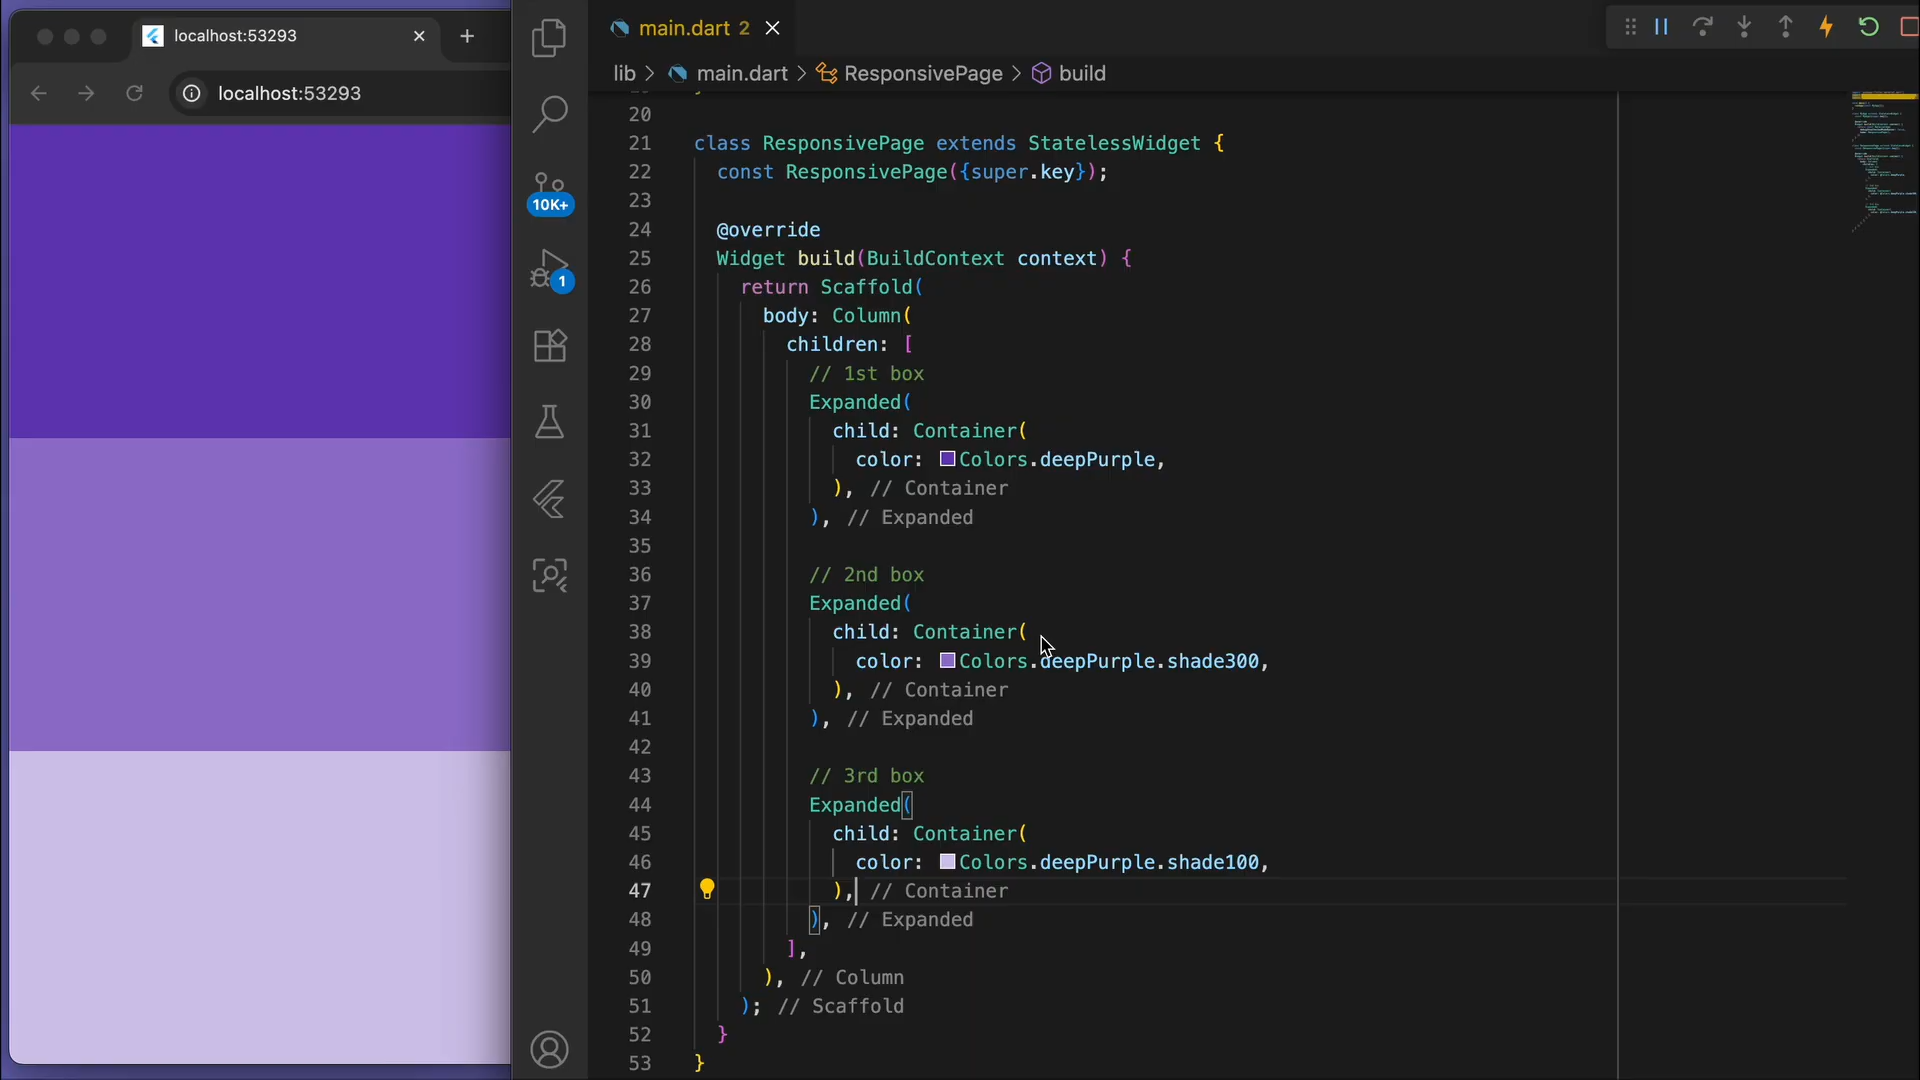 localhost:53293
localhost:53293
main.dart 2
lib > main.dart > ResponsivePage > build
10K+
1
20
21 class ResponsivePage extends StatelessWidget {
22 const ResponsivePage({super.key});
23
24 @override
25 Widget build(BuildContext context) {
26 return Scaffold(
27 body: Column(
28 children: [
29 // 1st box
30 Expanded(
31 child: Container(
32 color: Colors.deepPurple,
33 ), // Container
34 ), // Expanded
35
36 // 2nd box
37 Expanded(
38 child: Container(
39 color: Colors.deepPurple.shade300,
40 ), // Container
41 ), // Expanded
42
43 // 3rd box
44 Expanded(
45 child: Container(
46 color: Colors.deepPurple.shade100,
47 ), // Container
48 ), // Expanded
49 ],
50 ), // Column
51 ); // Scaffold
52 }
53 }